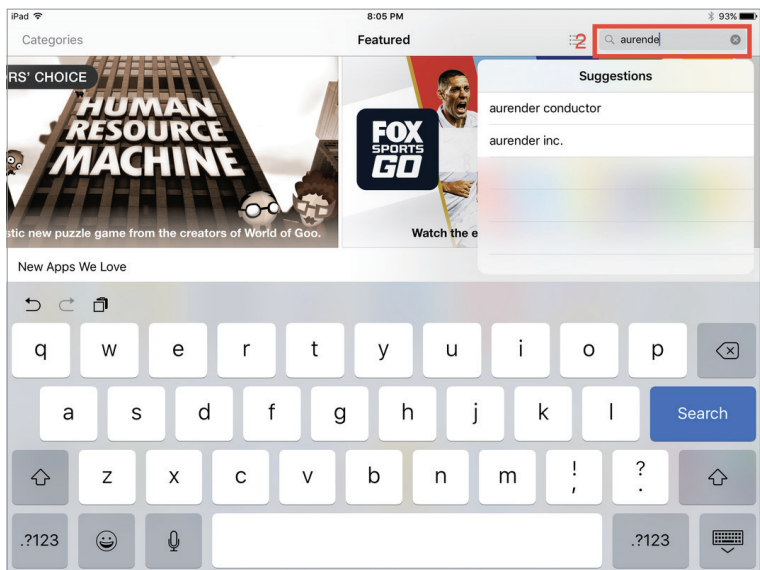 iPad 8:05 PM 93%
Categories Featured 2 aurende
RS' CHOICE
HUMAN
RESOURCE
MACHINE
stic new puzzle game from the creators of World of Goo.
FOX
SPORTS
GO
Watch the e
Suggestions
aurender conductor
aurender inc.
New Apps We Love
q w e r t y u i o p
a s d f g h j k l Search
z x c v b n m ! , ? .
.?123 .?123